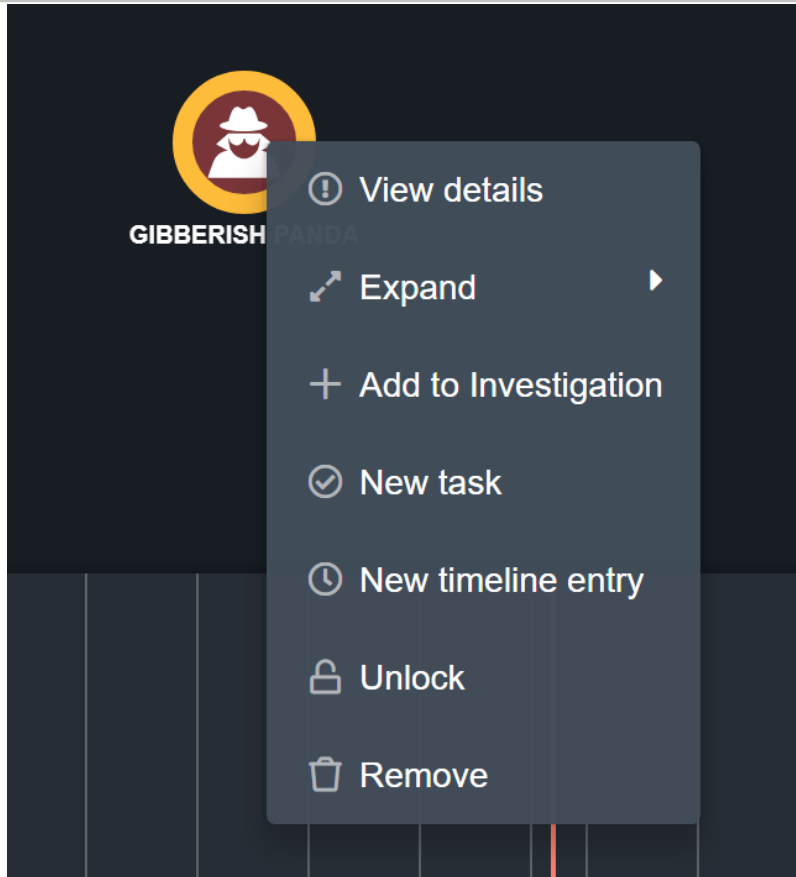 GIBBERISH PANDA
View details
Expand
Add to Investigation
New task
New timeline entry
Unlock
Remove